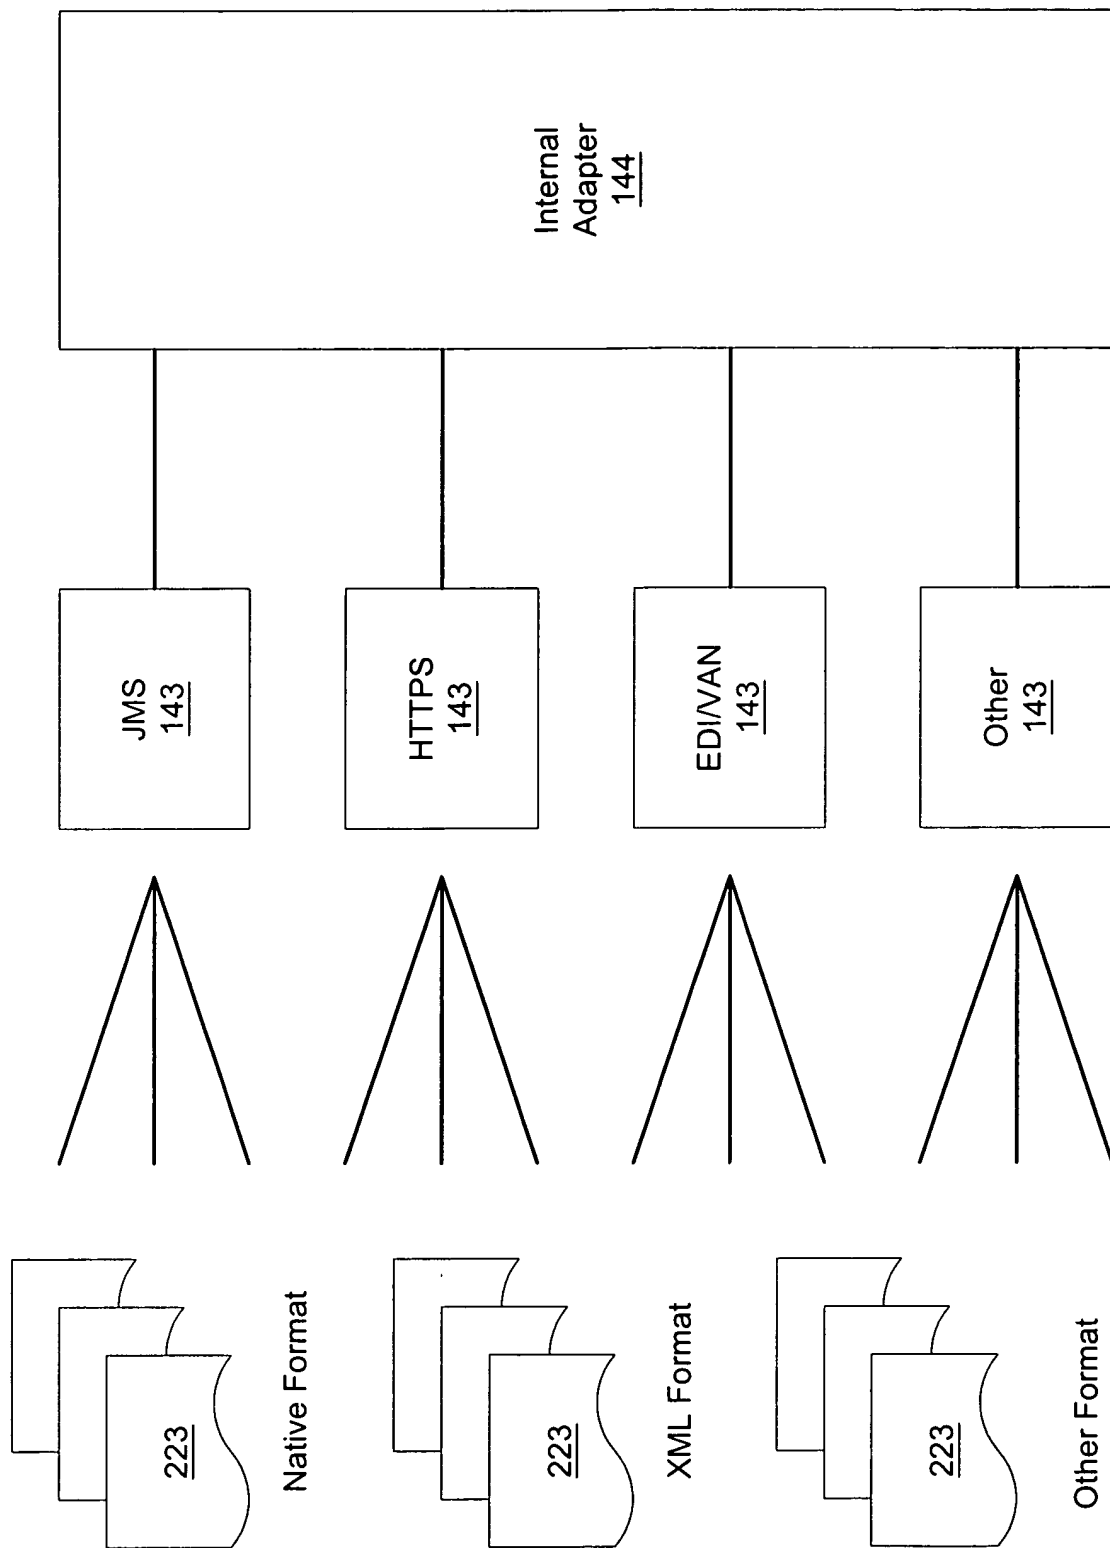 223
Native Format
223
XML Format
223
Other Format
JMS
143
HTTPS
143
EDI/VAN
143
Other
143
Internal
Adapter
144